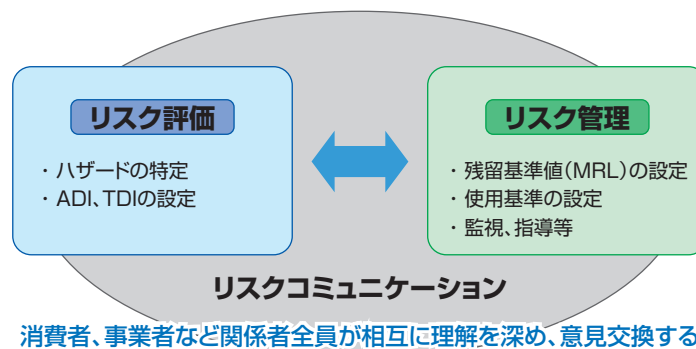 リスク評価
・ハザードの特定
・ADI、TDIの設定
リスク管理
・残留基準値(MRL)の設定
・使用基準の設定
・監視、指導等
リスクコミュニケーション
消費者、事業者など関係者全員が相互に理解を深め、意見交換する